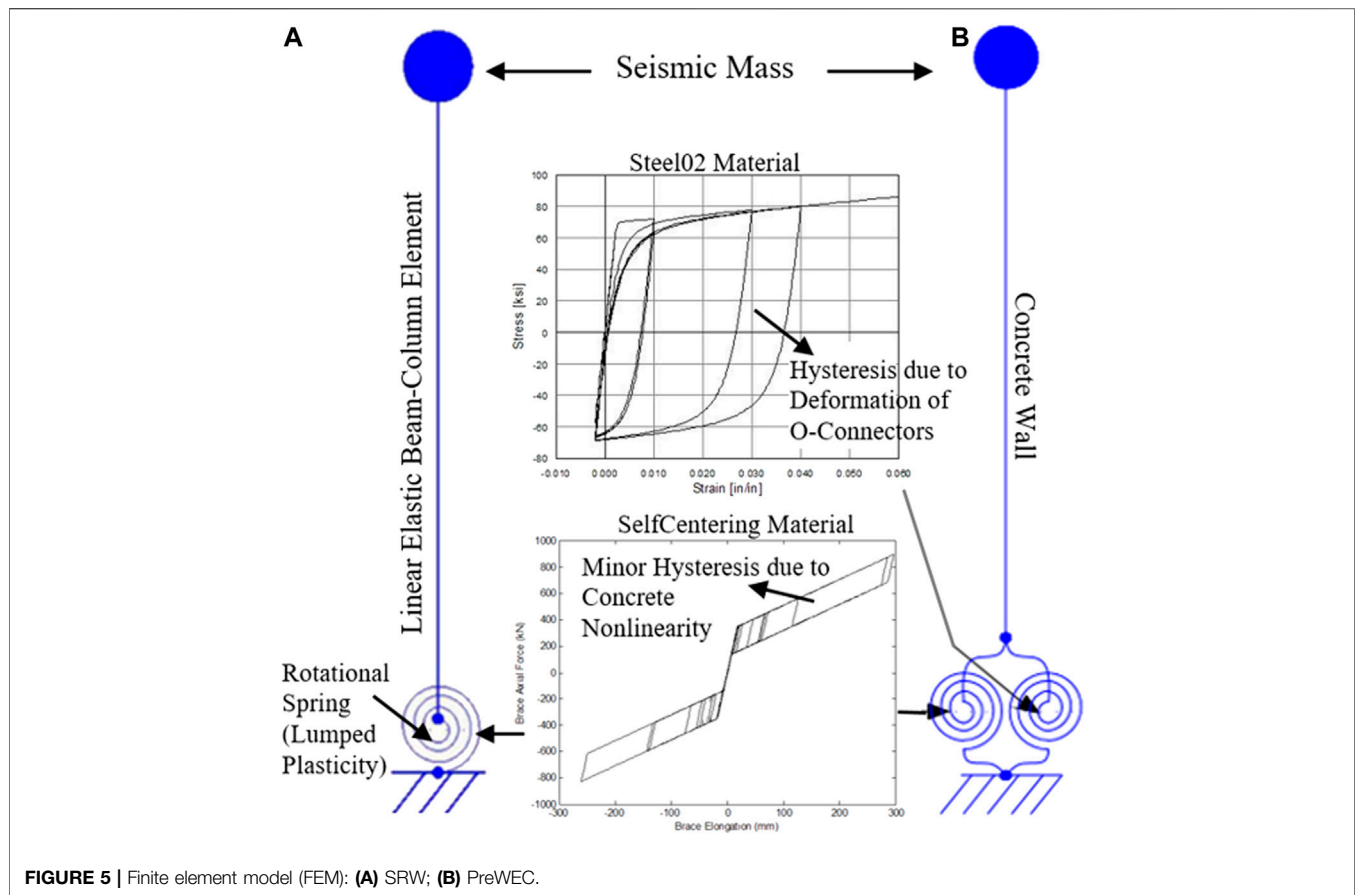 A
B
Seismic Mass
Linear Elastic Beam-Column Element
Concrete Wall
Steel02 Material
100
80
60
40
20
0
-20
-40
-60
-80
Stress [ksi]
Hysteresis due to
Deformation of
O-Connectors
-0.010
0.000
0.010
0.020
0.030
0.040
0.050
0.060
Strain [in/in]
SelfCentering Material
1000
800
600
400
200
0
-200
-400
-600
-800
-1000
Brace Axial Force (kN)
Minor Hysteresis due to
Concrete
Nonlinearity
-300
-200
-100
0
100
200
300
Brace Elongation (mm)
Rotational
Spring
(Lumped
Plasticity)
FIGURE 5 | Finite element model (FEM): (A) SRW; (B) PreWEC.